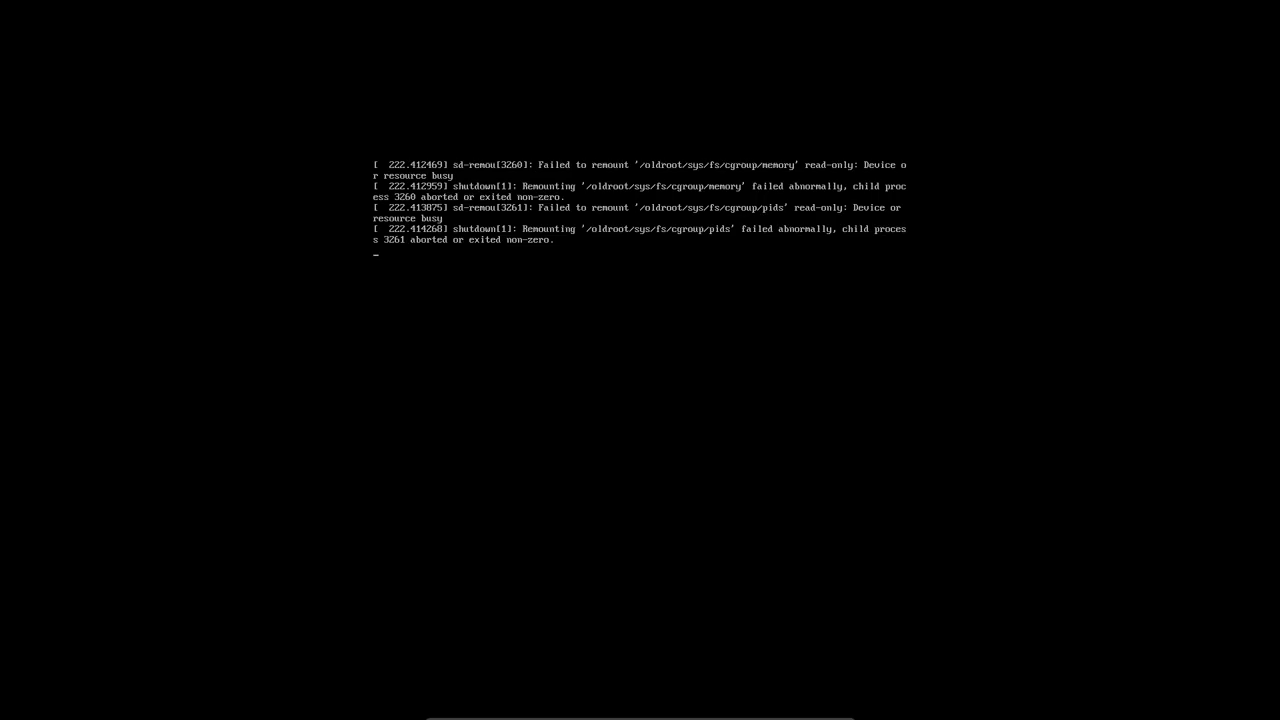 [  222.412469] sd-remou[3260]: Failed to remount '/oldroot/sys/fs/cgroup/memory' read-only: Device o
r resource busy
[  222.412959] shutdown[1]: Remounting '/oldroot/sys/fs/cgroup/memory' failed abnormally, child proc
ess 3260 aborted or exited non-zero.
[  222.413875] sd-remou[3261]: Failed to remount '/oldroot/sys/fs/cgroup/pids' read-only: Device or
resource busy
[  222.414268] shutdown[1]: Remounting '/oldroot/sys/fs/cgroup/pids' failed abnormally, child proces
s 3261 aborted or exited non-zero.
_